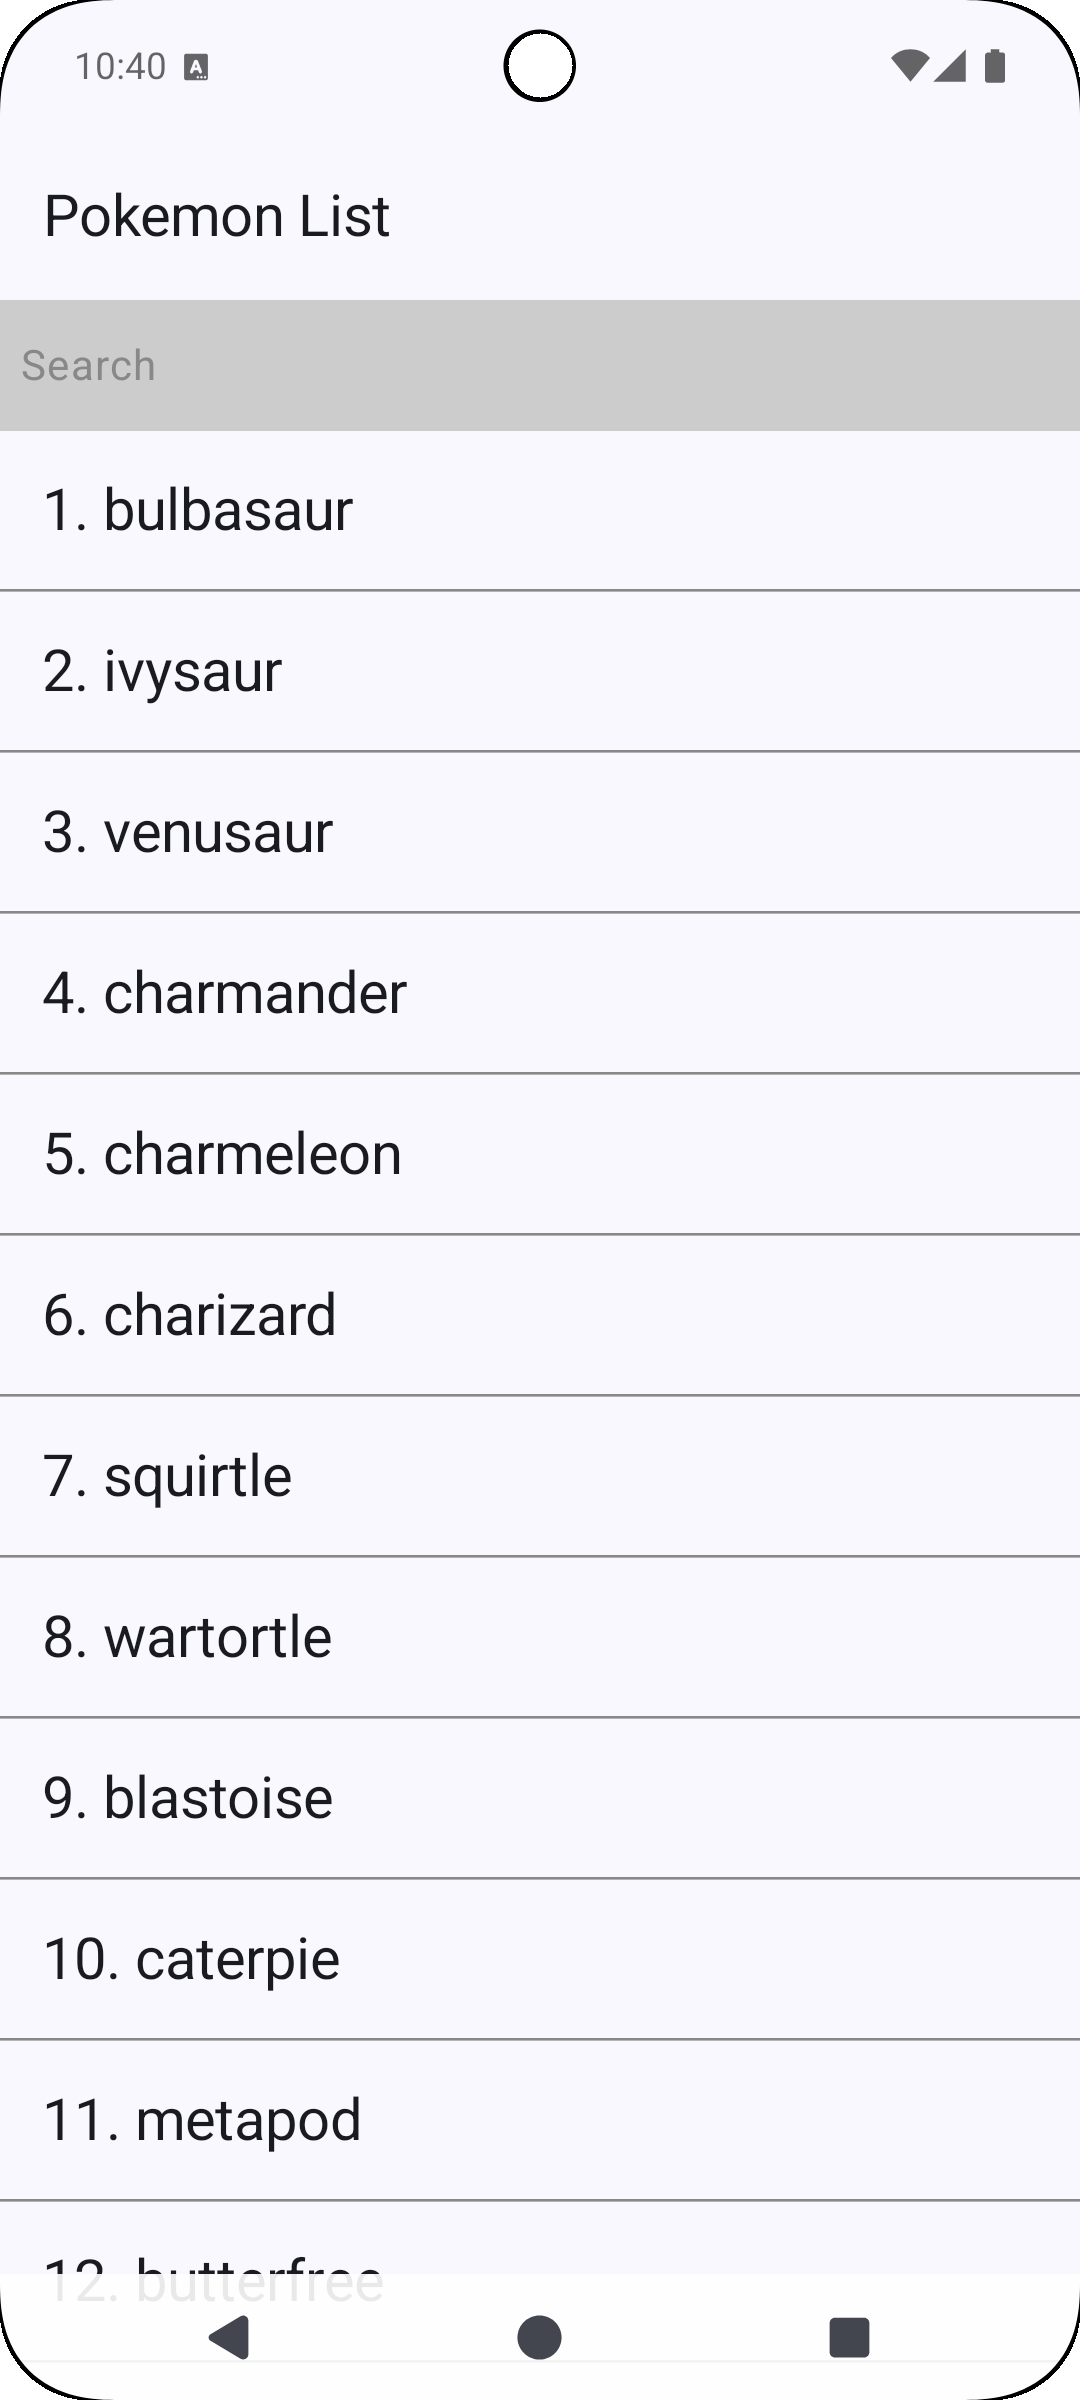 10:40
Pokemon List
Search
1. bulbasaur
2. ivysaur
3. venusaur
4. charmander
5. charmeleon
6. charizard
7. squirtle
8. wartortle
9. blastoise
10. caterpie
11. metapod
12. butterfree